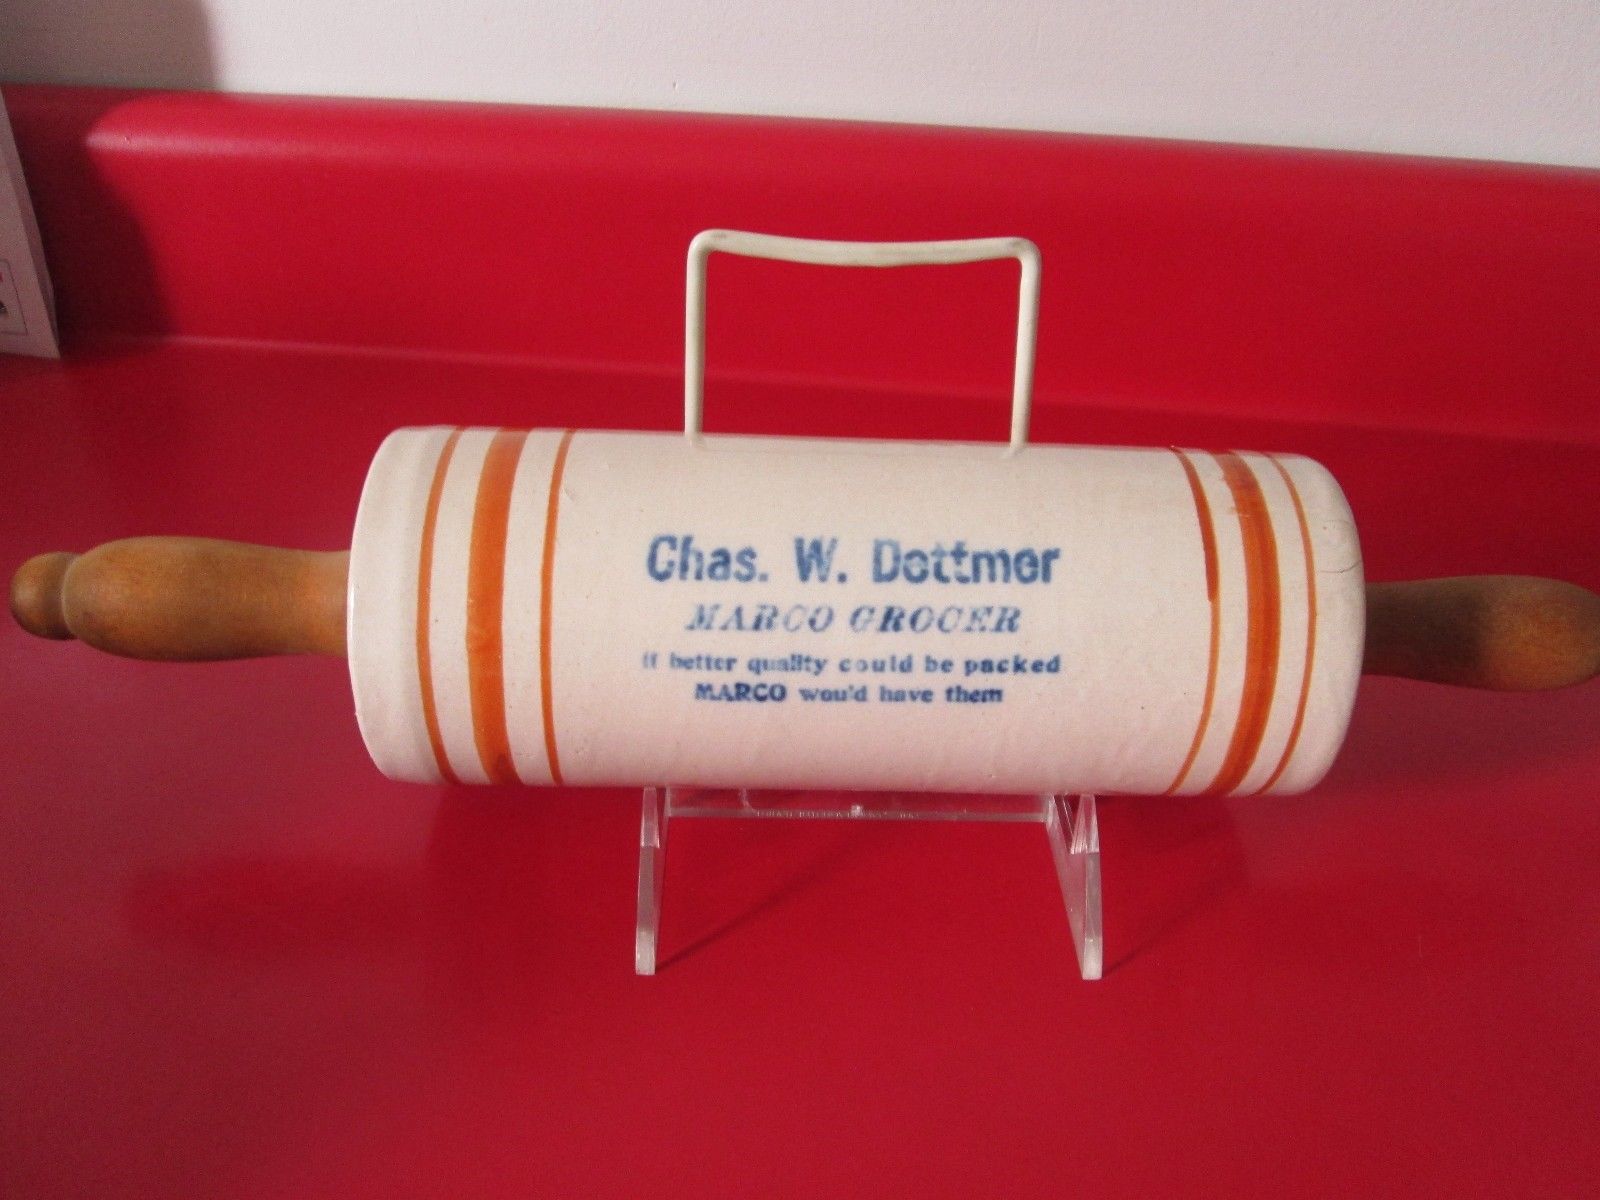 Chas. W. Dettmer
MARCO GROCER
If better quality could be packed
MARCO would have them